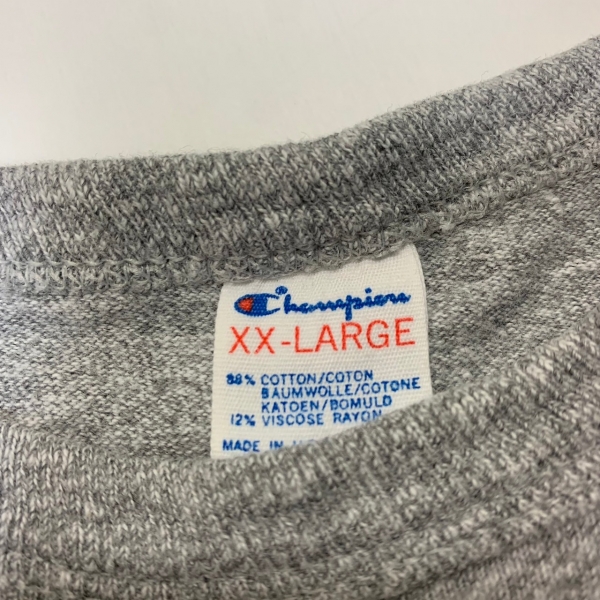 Champion
XX-LARGE
88% COTTON/COTON
BAUMWOLLE/COTONE
KATOEN/BOMULD
12% VISCOSE RAYON
MADE IN